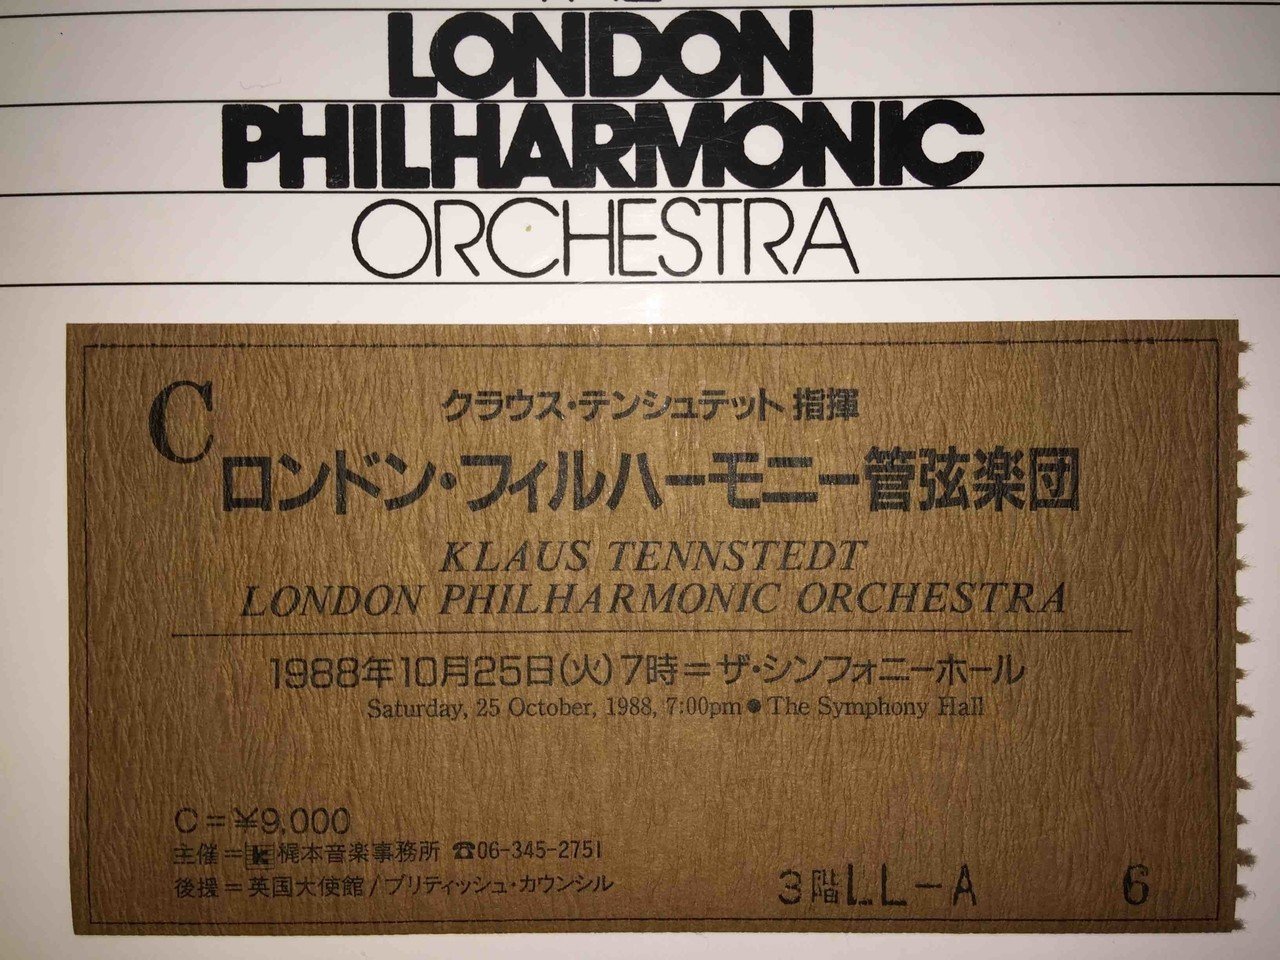 LONDON
PHILHARMONIC
ORCHESTRA
C
クラウス・テンシュテット 指揮
ロンドン・フィルハーモニー管弦楽団
KLAUS TENNSTEDT
LONDON PHILHARMONIC ORCHESTRA
1988年10月25日(火)7時=ザ・シンフォニーホール
Saturday, 25 October, 1988, 7:00pm●The Symphony Hall
C=¥9,000
主催=K梶本音楽事務所 ☎06-345-2751
後援=英国大使館/ブリティッシュ・カウンシル
3階LL-A 6